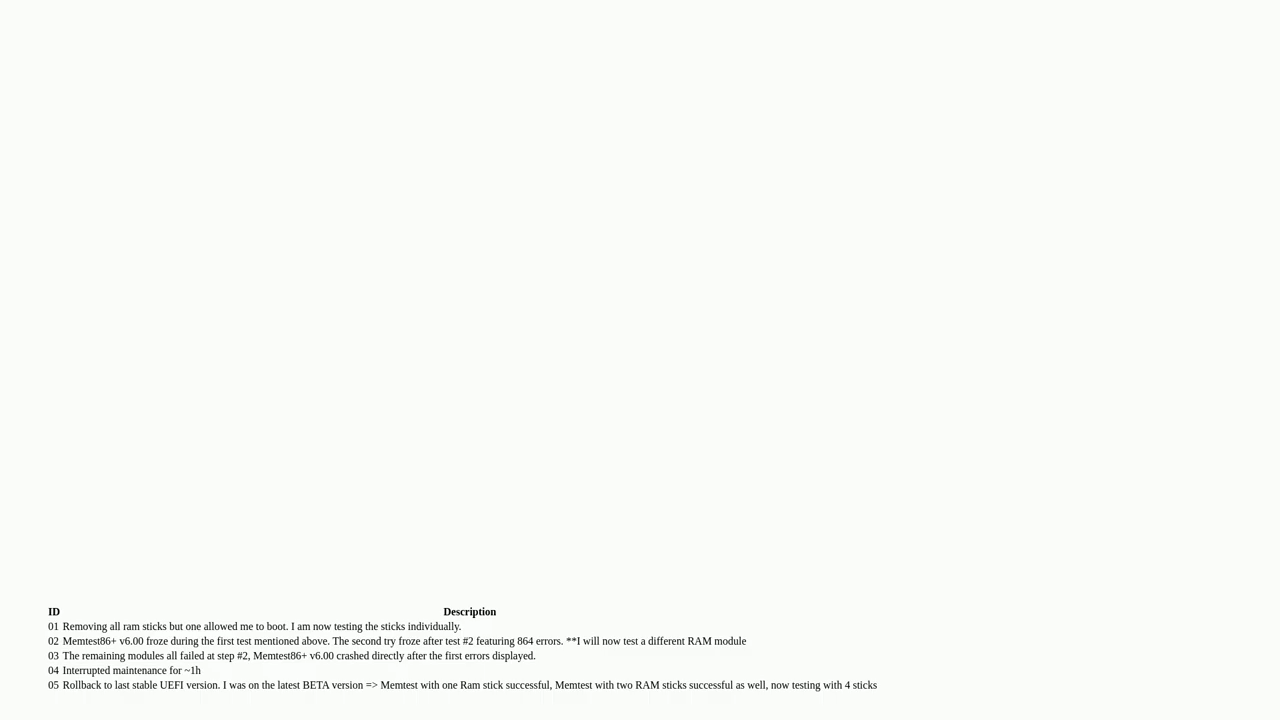 ID Description
01 Removing all ram sticks but one allowed me to boot. I am now testing the sticks individually.
02 Memtest86+ v6.00 froze during the first test mentioned above. The second try froze after test #2 featuring 864 errors. **I will now test a different RAM module
03 The remaining modules all failed at step #2, Memtest86+ v6.00 crashed directly after the first errors displayed.
04 Interrupted maintenance for ~1h
05 Rollback to last stable UEFI version. I was on the latest BETA version => Memtest with one Ram stick successful, Memtest with two RAM sticks successful as well, now testing with 4 sticks